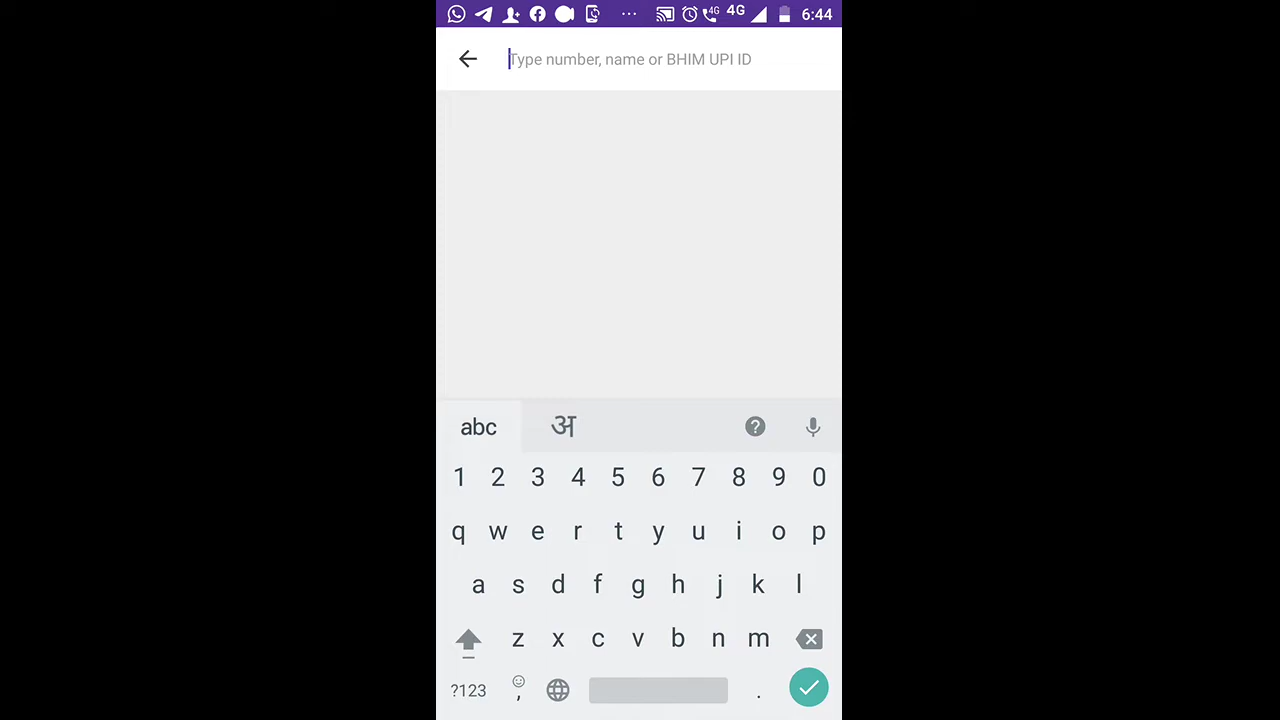 4G 4G 6:44
Type number, name or BHIM UPI ID
abc अ
1 2 3 4 5 6 7 8 9 0
q w e r t y u i o p
a s d f g h j k l
z x c v b n m
?123 , .